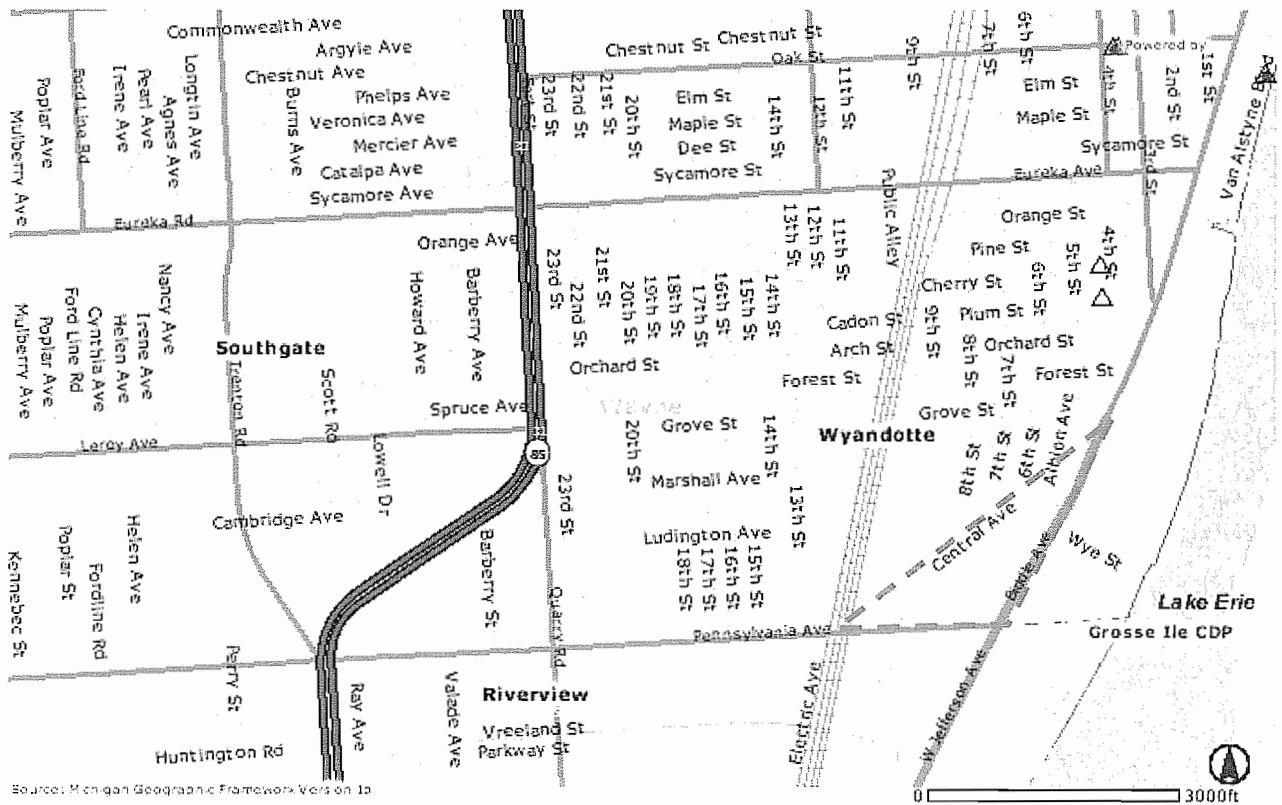 Commonwealth Ave
Argyle Ave
Chestnut Ave
Phelps Ave
Veronica Ave
Mercier Ave
Catalpa Ave
Sycamore Ave
Poplar Ave
Mulberry Ave
Ford Line Rd
Irene Ave
Pearl Ave
Agnes Ave
Longtin Ave
Burns Ave
Eureka Rd
Chestnut St
Chestnut St
Oak St
23rd St
22nd St
21st St
20th St
Elm St
Maple St
Dee St
Sycamore St
14th St
12th St
11th St
9th St
7th St
6th St
4th St
Powered by
2nd St
1st St
Elm St
Maple St
Sycamore St
3rd St
Eureka Ave
Van Alstyne Blvd
Public Alley
Orange Ave
Nancy Ave
Irene Ave
Helen Ave
Cynthia Ave
Ford Line Rd
Poplar Ave
Mulberry Ave
Southgate
Howard Ave
Barberry Ave
23rd St
22nd St
21st St
20th St
19th St
18th St
17th St
16th St
15th St
14th St
13th St
12th St
11th St
Orange St
Pine St
Cherry St
Plum St
Cadon St
Arch St
Orchard St
Forest St
9th St
8th St
7th St
6th St
5th St
4th St
Orchard St
Forest St
Trenton Rd
Scott Rd
Spruce Ave
Leroy Ave
Grove St
Grove St
Wyandotte
20th St
14th St
Marshall Ave
85
Lowell Dr
Cambridge Ave
23rd St
13th St
8th St
7th St
6th St
Albion Ave
Ludington Ave
18th St
17th St
16th St
15th St
Central Ave
Biddle Ave
Wye St
Kennebec St
Poplar St
Fordline Rd
Helen Ave
Barberry St
Quarry Rd
Pennsylvania Ave
Lake Erie
Grosse Ile CDP
Perry St
Ray Ave
Valade Ave
Riverview
Vreeland St
Parkway St
Huntington Rd
Electric Ave
W Jefferson Ave
Source: Michigan Geographic Framework Version 1a
0 3000ft